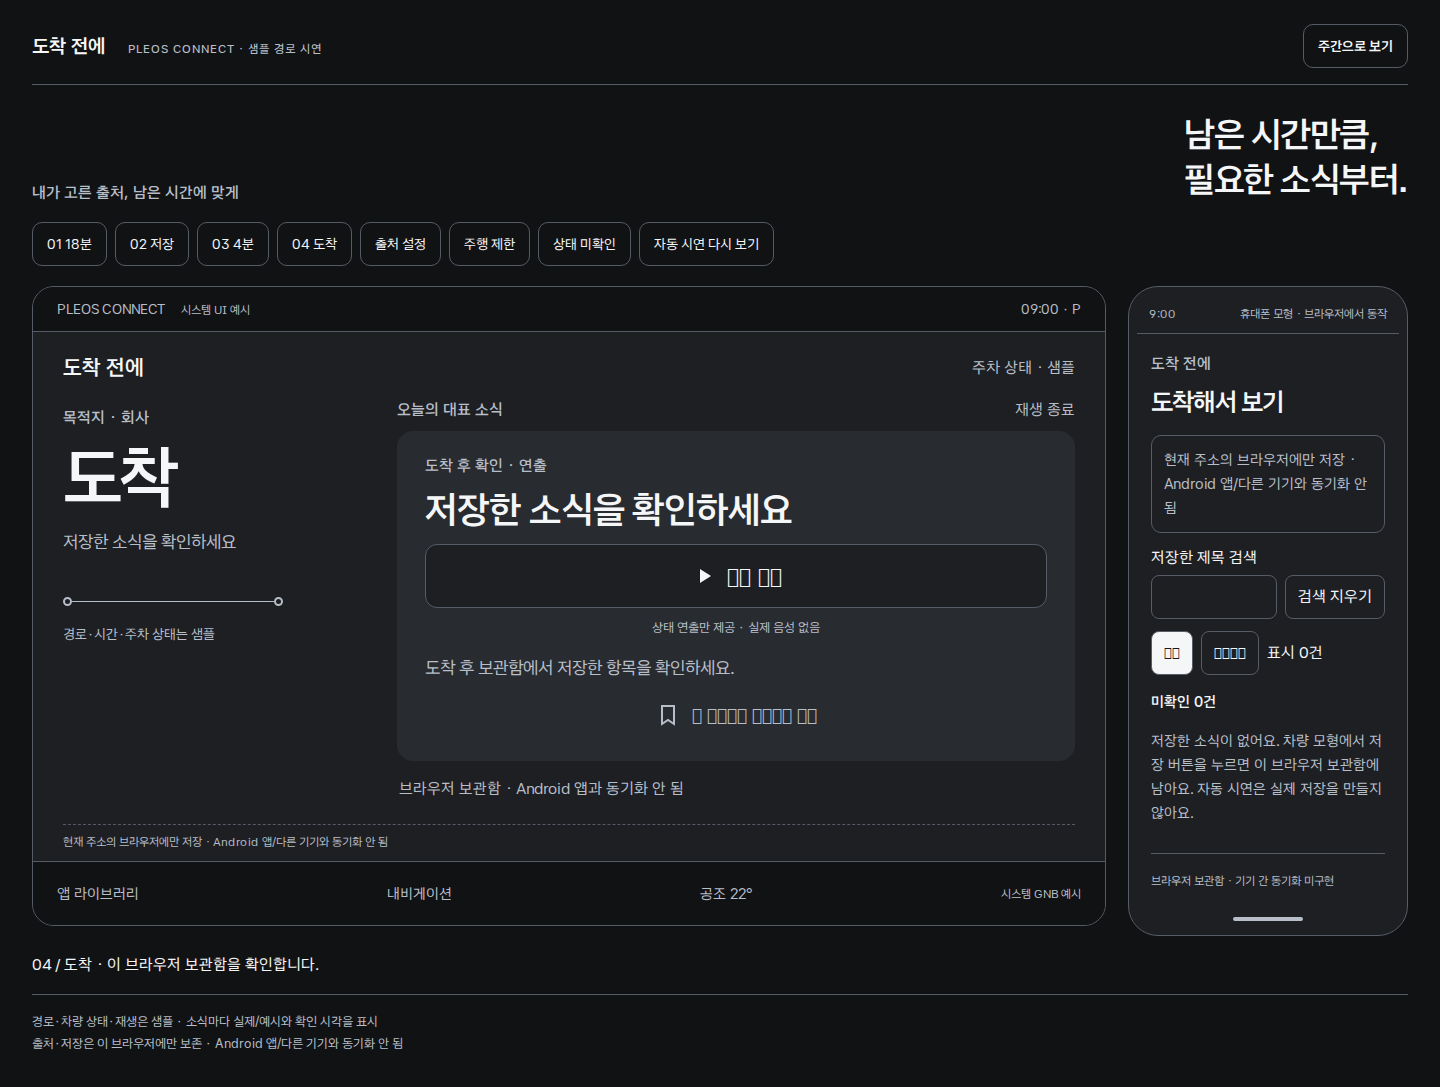 도착 전에
PLEOS CONNECT · 샘플 경로 시연
주간으로 보기
남은 시간만큼,
필요한 소식부터.
내가 고른 출처, 남은 시간에 맞게
01 18분
02 저장
03 4분
04 도착
출처 설정
주행 제한
상태 미확인
자동 시연 다시 보기
PLEOS CONNECT
시스템 UI 예시
09:00 · P
도착 전에
주차 상태 · 샘플
목적지 · 회사
도착
저장한 소식을 확인하세요
경로·시간·주차 상태는 샘플
오늘의 대표 소식
재생 종료
도착 후 확인 · 연출
저장한 소식을 확인하세요
상태 연출만 제공 · 실제 음성 없음
도착 후 보관함에서 저장한 항목을 확인하세요.
브라우저 보관함 · Android 앱과 동기화 안 됨
현재 주소의 브라우저에만 저장 · Android 앱/다른 기기와 동기화 안 됨
앱 라이브러리
내비게이션
공조 22°
시스템 GNB 예시
9:00
휴대폰 모형 · 브라우저에서 동작
도착 전에
도착해서 보기
현재 주소의 브라우저에만 저장 ·
Android 앱/다른 기기와 동기화 안
됨
저장한 제목 검색
검색 지우기
표시 0건
미확인 0건
저장한 소식이 없어요. 차량 모형에서 저
장 버튼을 누르면 이 브라우저 보관함에
남아요. 자동 시연은 실제 저장을 만들지
않아요.
브라우저 보관함 · 기기 간 동기화 미구현
04 / 도착 · 이 브라우저 보관함을 확인합니다.
경로·차량 상태·재생은 샘플 · 소식마다 실제/예시와 확인 시각을 표시
출처·저장은 이 브라우저에만 보존 · Android 앱/다른 기기와 동기화 안 됨